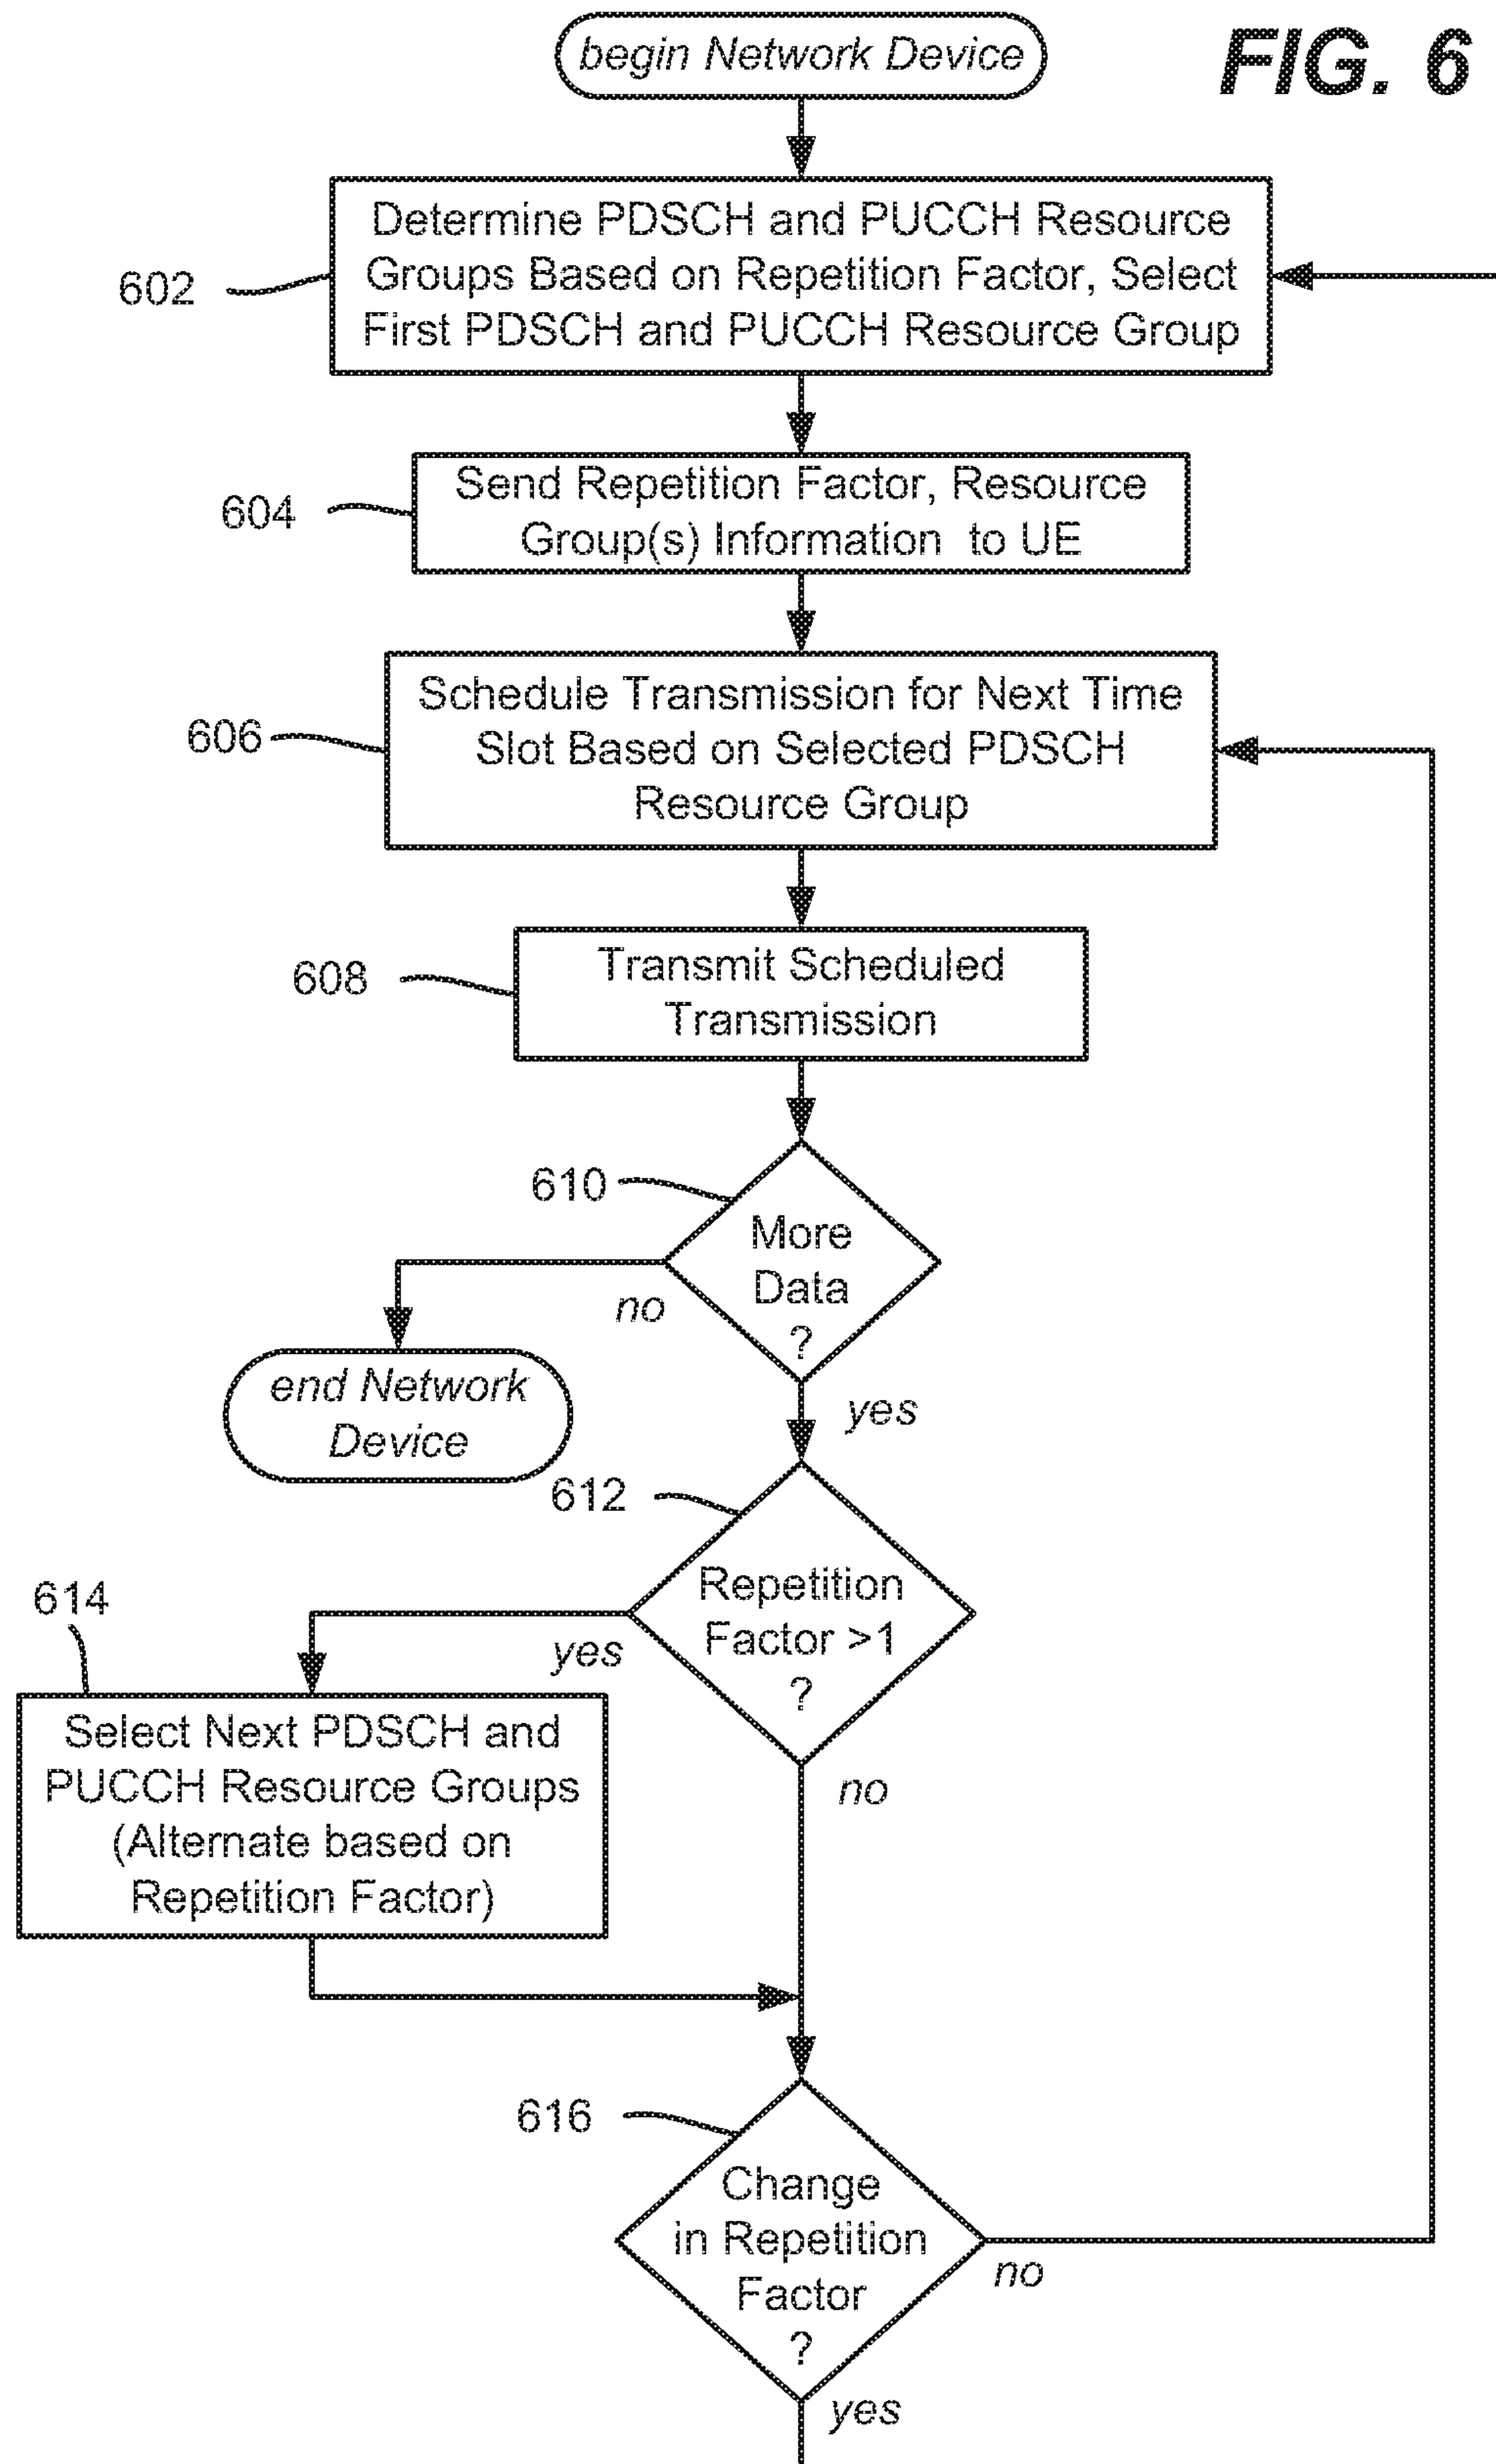 begin Network Device
FIG. 6
Determine PDSCH and PUCCH Resource
Groups Based on Repetition Factor, Select
First PDSCH and PUCCH Resource Group
602
Send Repetition Factor, Resource
Group(s) Information to UE
604
Schedule Transmission for Next Time
Slot Based on Selected PDSCH
Resource Group
606
Transmit Scheduled
Transmission
608
610
More
Data
?
no
yes
end Network
Device
612
Repetition
Factor >1
?
yes
no
614
Select Next PDSCH and
PUCCH Resource Groups
(Alternate based on
Repetition Factor)
616
Change
in Repetition
Factor
?
no
yes